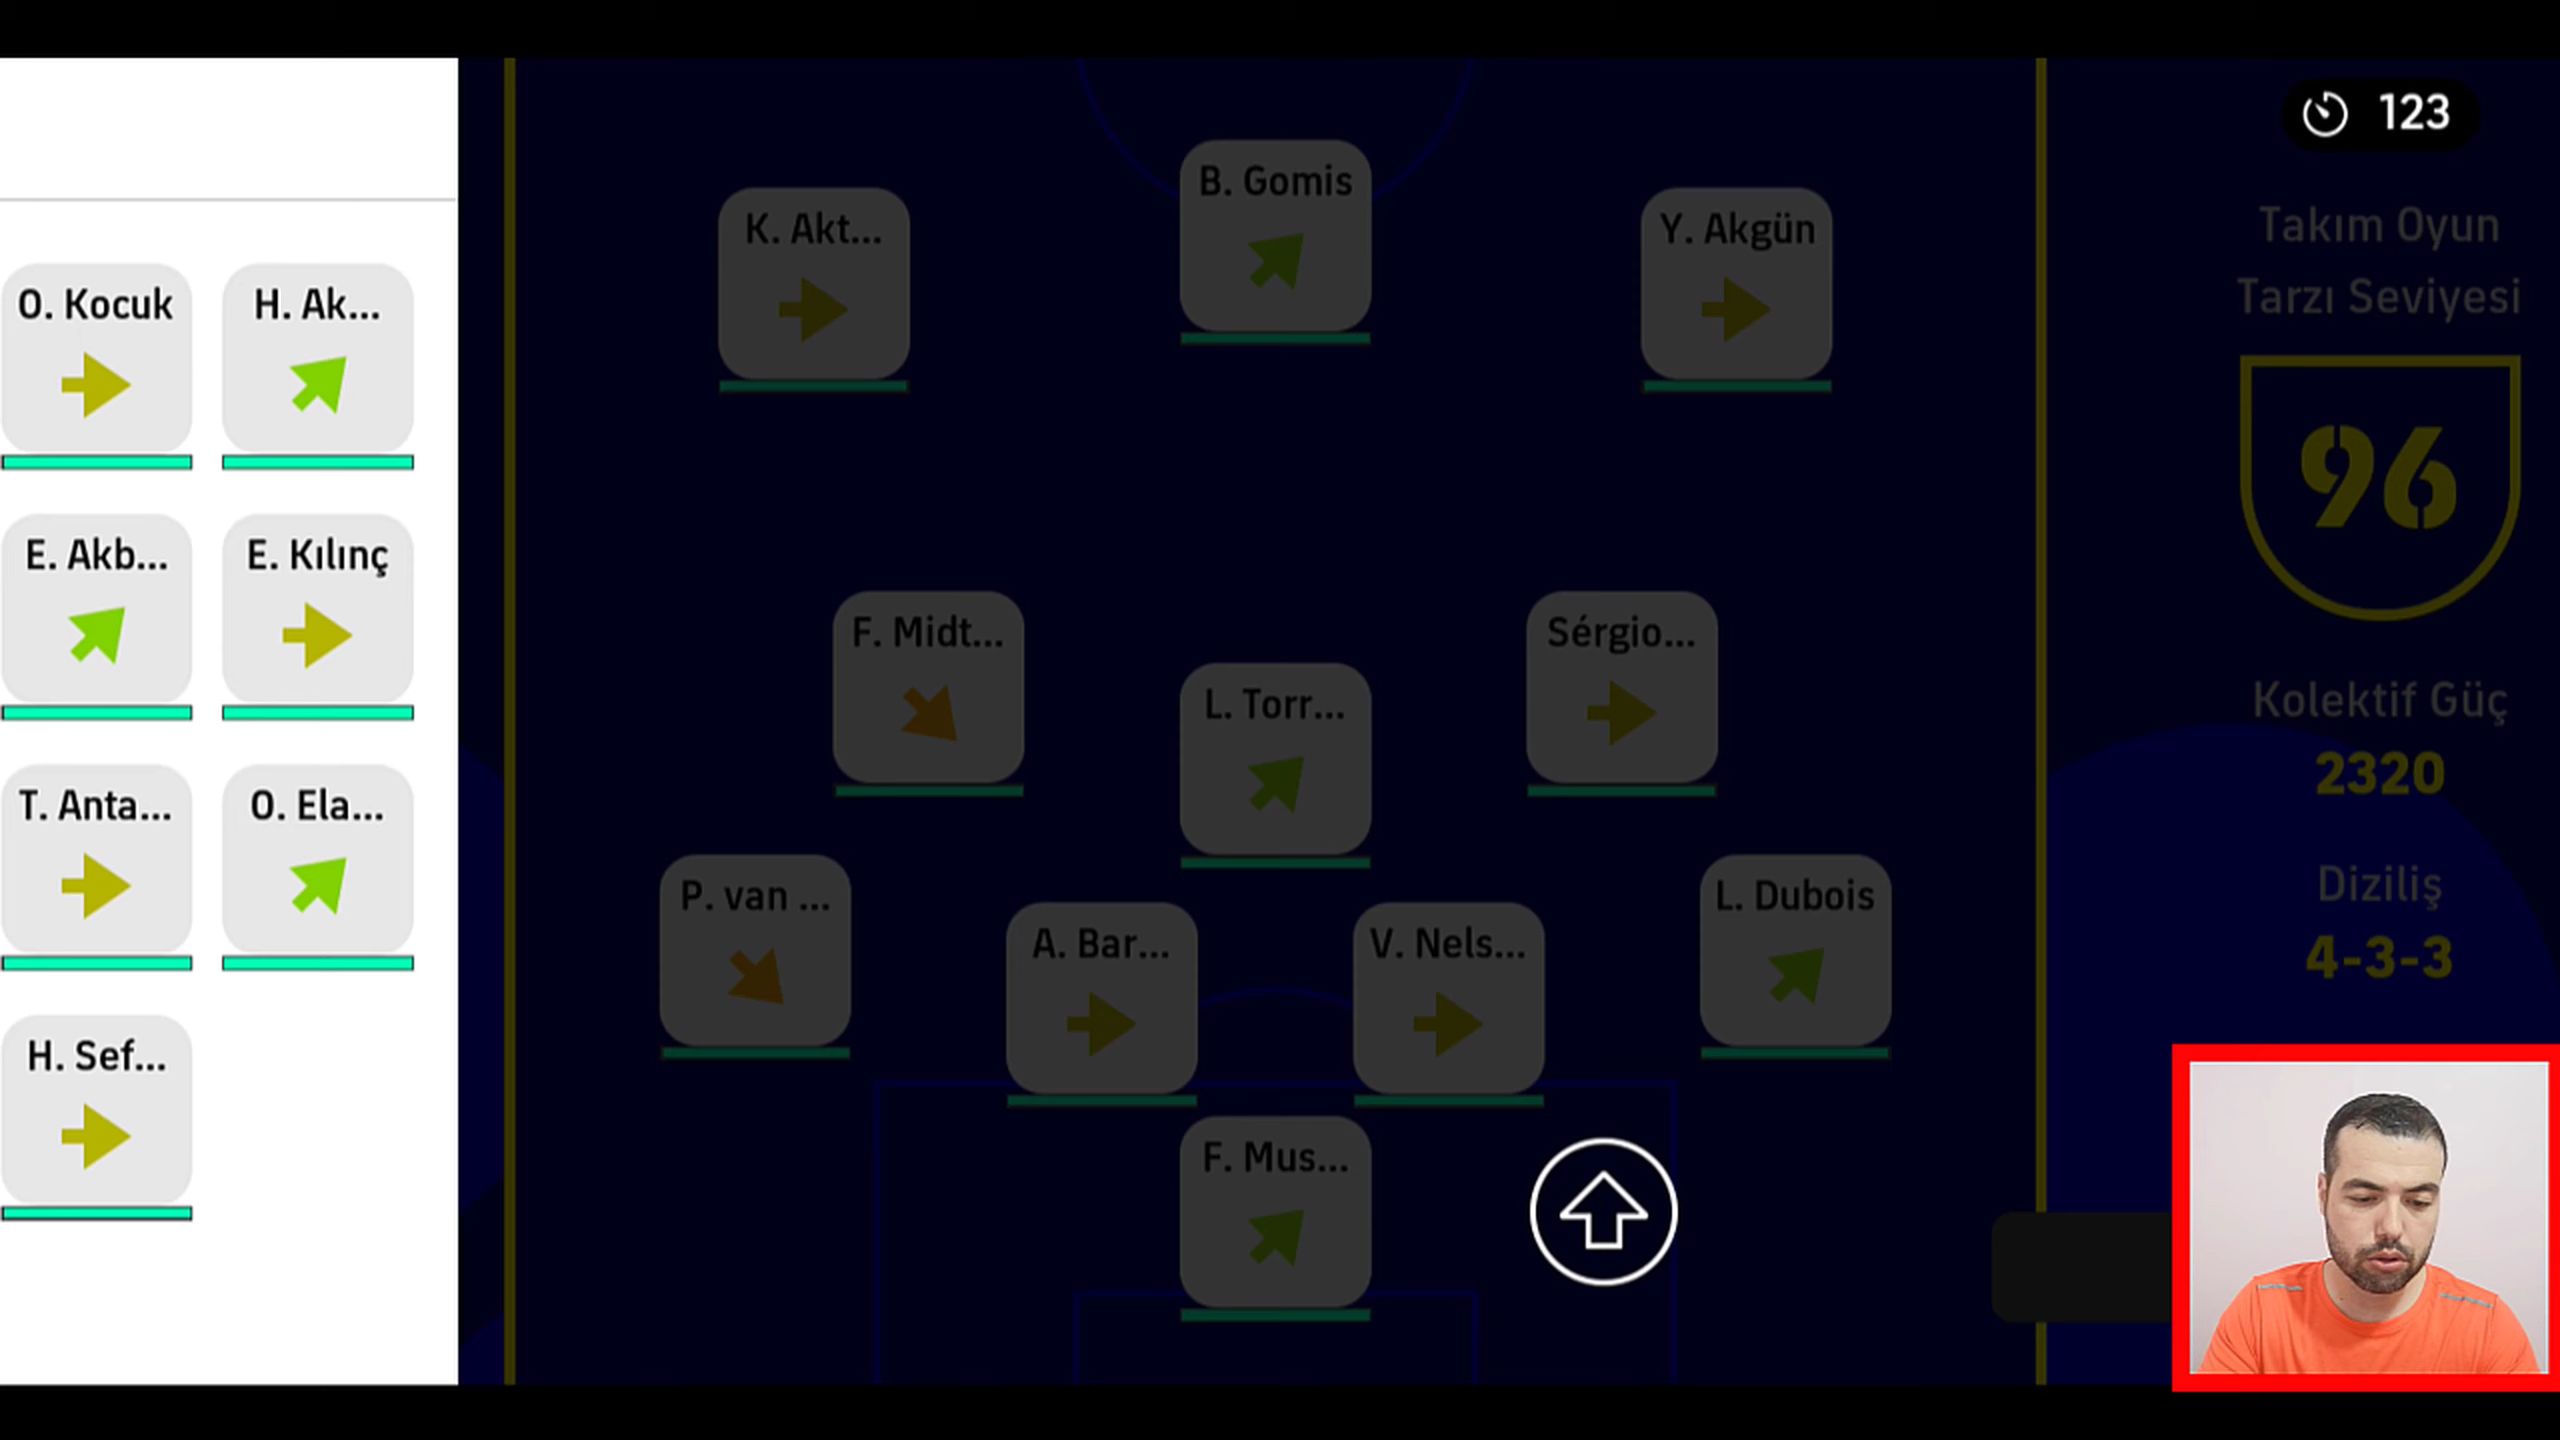 O. Kocuk
H. Ak...
E. Akb...
E. Kılınç
T. Anta...
O. Ela...
H. Sef...
K. Akt...
B. Gomis
Y. Akgün
F. Midt...
Sérgio...
L. Torr...
P. van ...
A. Bar...
V. Nels...
L. Dubois
F. Mus...
123
Takım Oyun
Tarzı Seviyesi
96
Kolektif Güç
2320
Diziliş
4-3-3